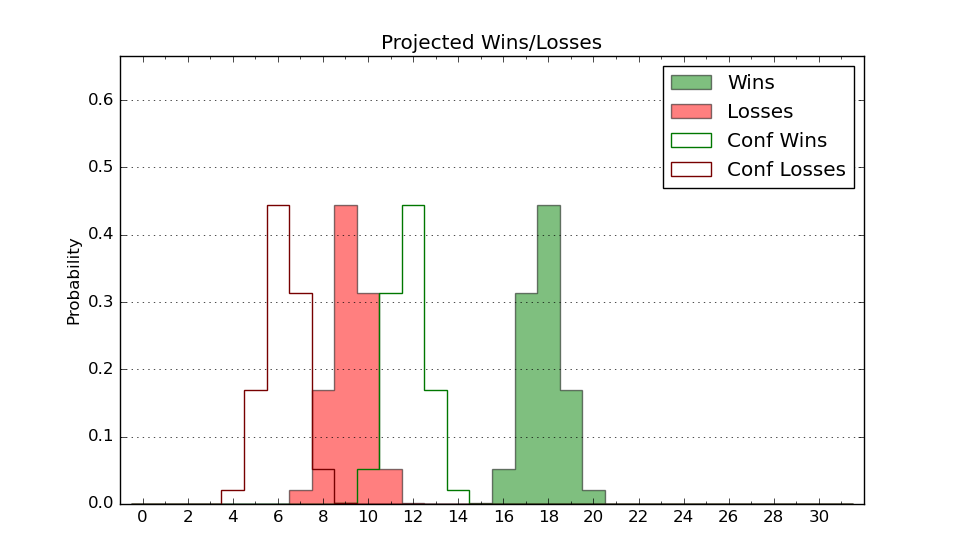 Projected Wins/Losses
Wins
Losses
Conf Wins
Conf Losses
Probability
0.6
0.5
0.4
0.3
0.2
0.1
0.0
0 2 4 6 8 10 12 14 16 18 20 22 24 26 28 30